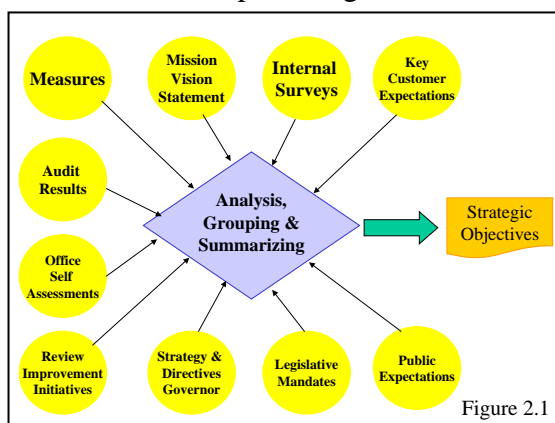 Measures
Mission
Vision
Statement
Internal
Surveys
Key
Customer
Expectations
Audit
Results
Analysis,
Grouping &
Summarizing
Strategic
Objectives
Office
Self
Assessments
Review
Improvement
Initiatives
Strategy &
Directives
Governor
Legislative
Mandates
Public
Expectations
Figure 2.1